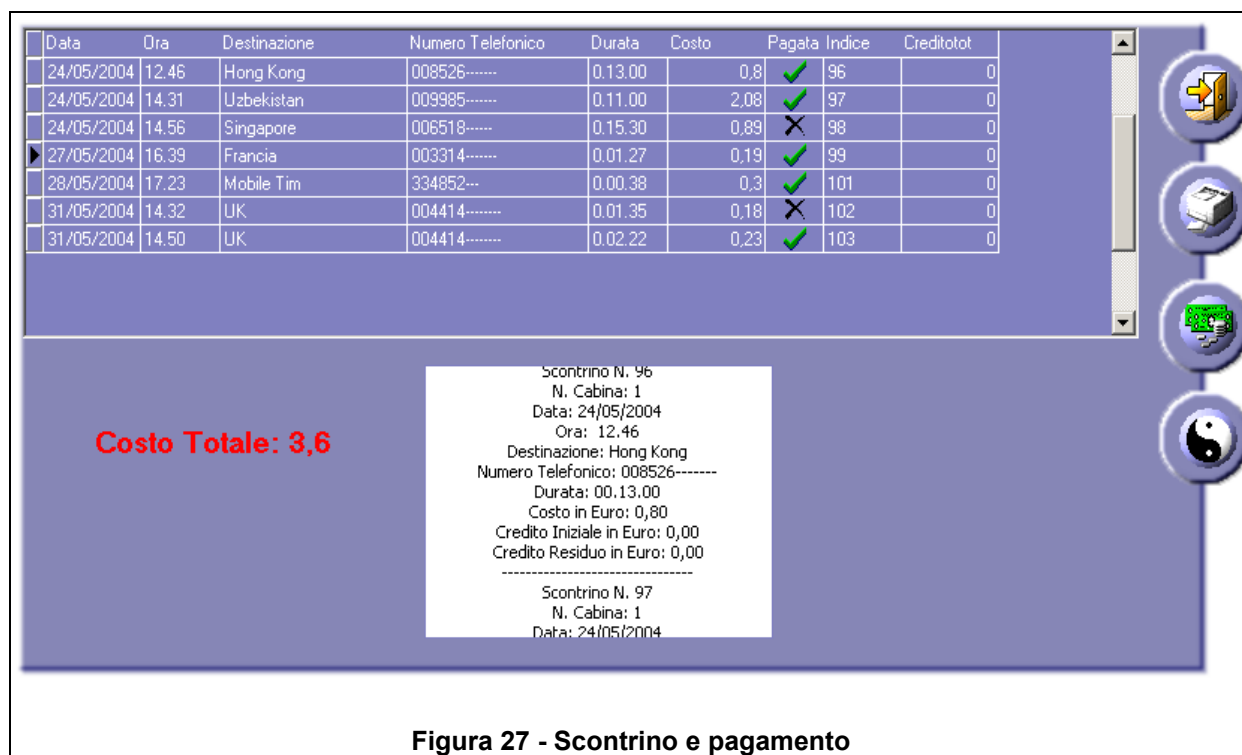 Data Ora Destinazione Numero Telefonico Durata Costo Pagata Indice Creditotot
24/05/2004 12.46 Hong Kong 008526------- 0.13.00 0,8 96 0
24/05/2004 14.31 Uzbekistan 009985------- 0.11.00 2,08 97 0
24/05/2004 14.56 Singapore 006518------ 0.15.30 0,89 98 0
27/05/2004 16.39 Francia 003314------- 0.01.27 0,19 99 0
28/05/2004 17.23 Mobile Tim 334852--- 0.00.38 0,3 101 0
31/05/2004 14.32 UK 004414-------- 0.01.35 0,18 102 0
31/05/2004 14.50 UK 004414-------- 0.02.22 0,23 103 0
Costo Totale: 3,6
Scontrino N. 96
N. Cabina: 1
Data: 24/05/2004
Ora: 12.46
Destinazione: Hong Kong
Numero Telefonico: 008526-------
Durata: 00.13.00
Costo in Euro: 0,80
Credito Iniziale in Euro: 0,00
Credito Residuo in Euro: 0,00
--------------------------------
Scontrino N. 97
N. Cabina: 1
Data: 24/05/2004
Figura 27 - Scontrino e pagamento